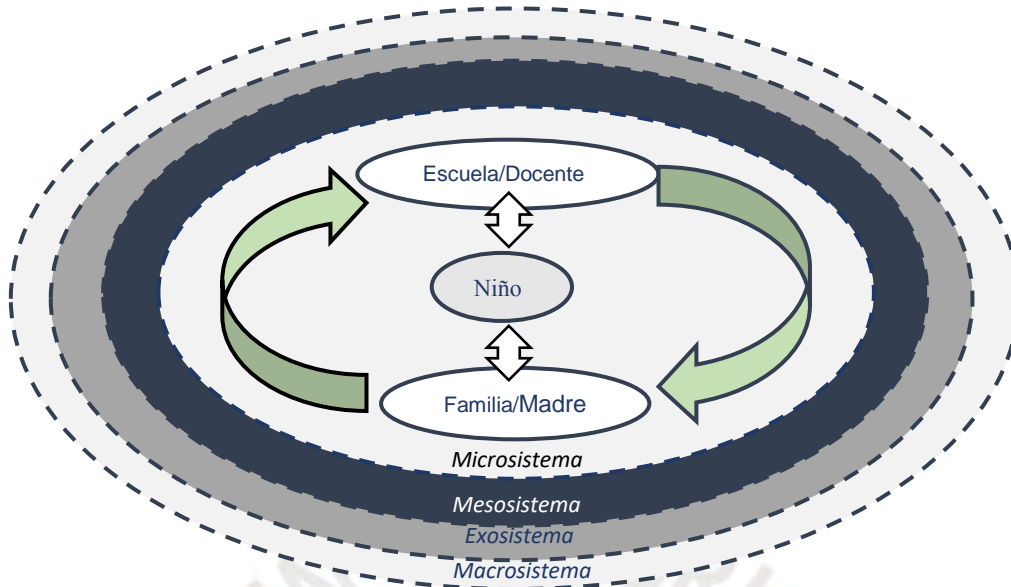 Escuela/Docente
Niño
Familia/Madre
Microsistema
Mesosistema
Exosistema
Macrosistema